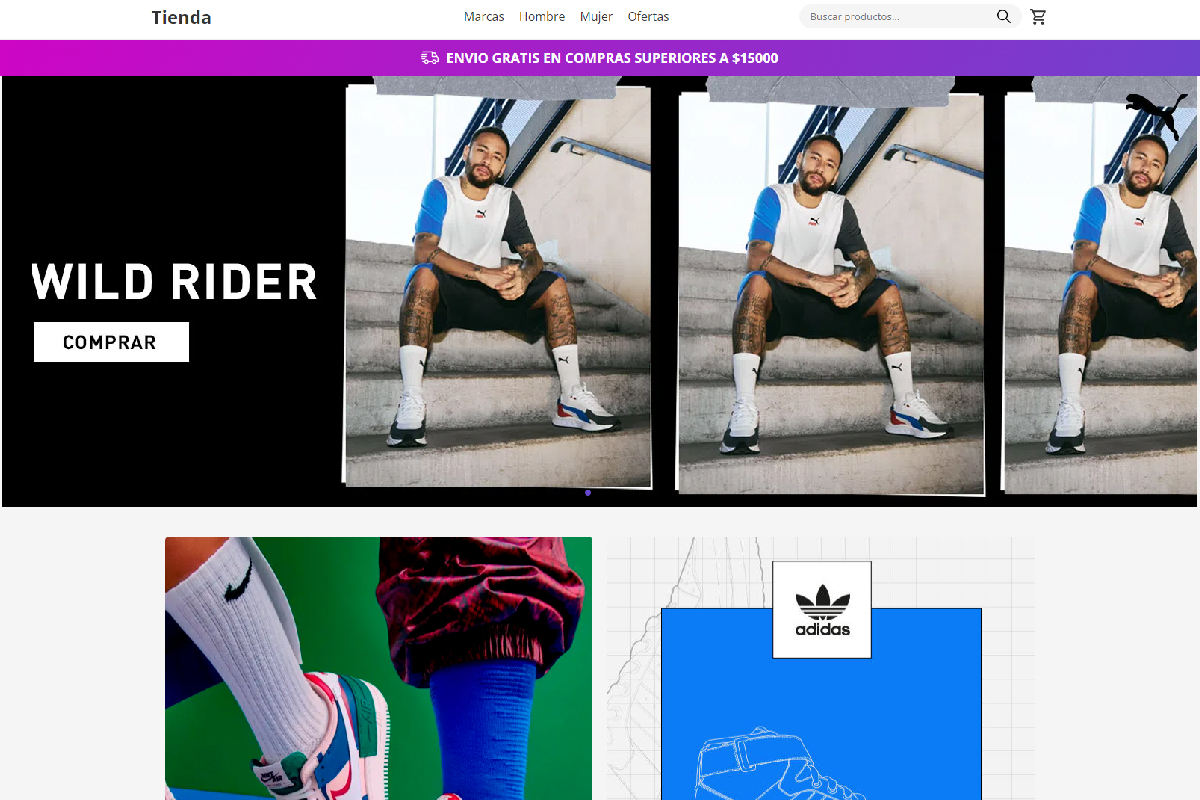 Tienda
Marcas Hombre Mujer Ofertas
Buscar productos...
ENVIO GRATIS EN COMPRAS SUPERIORES A $15000
WILD RIDER
COMPRAR
adidas